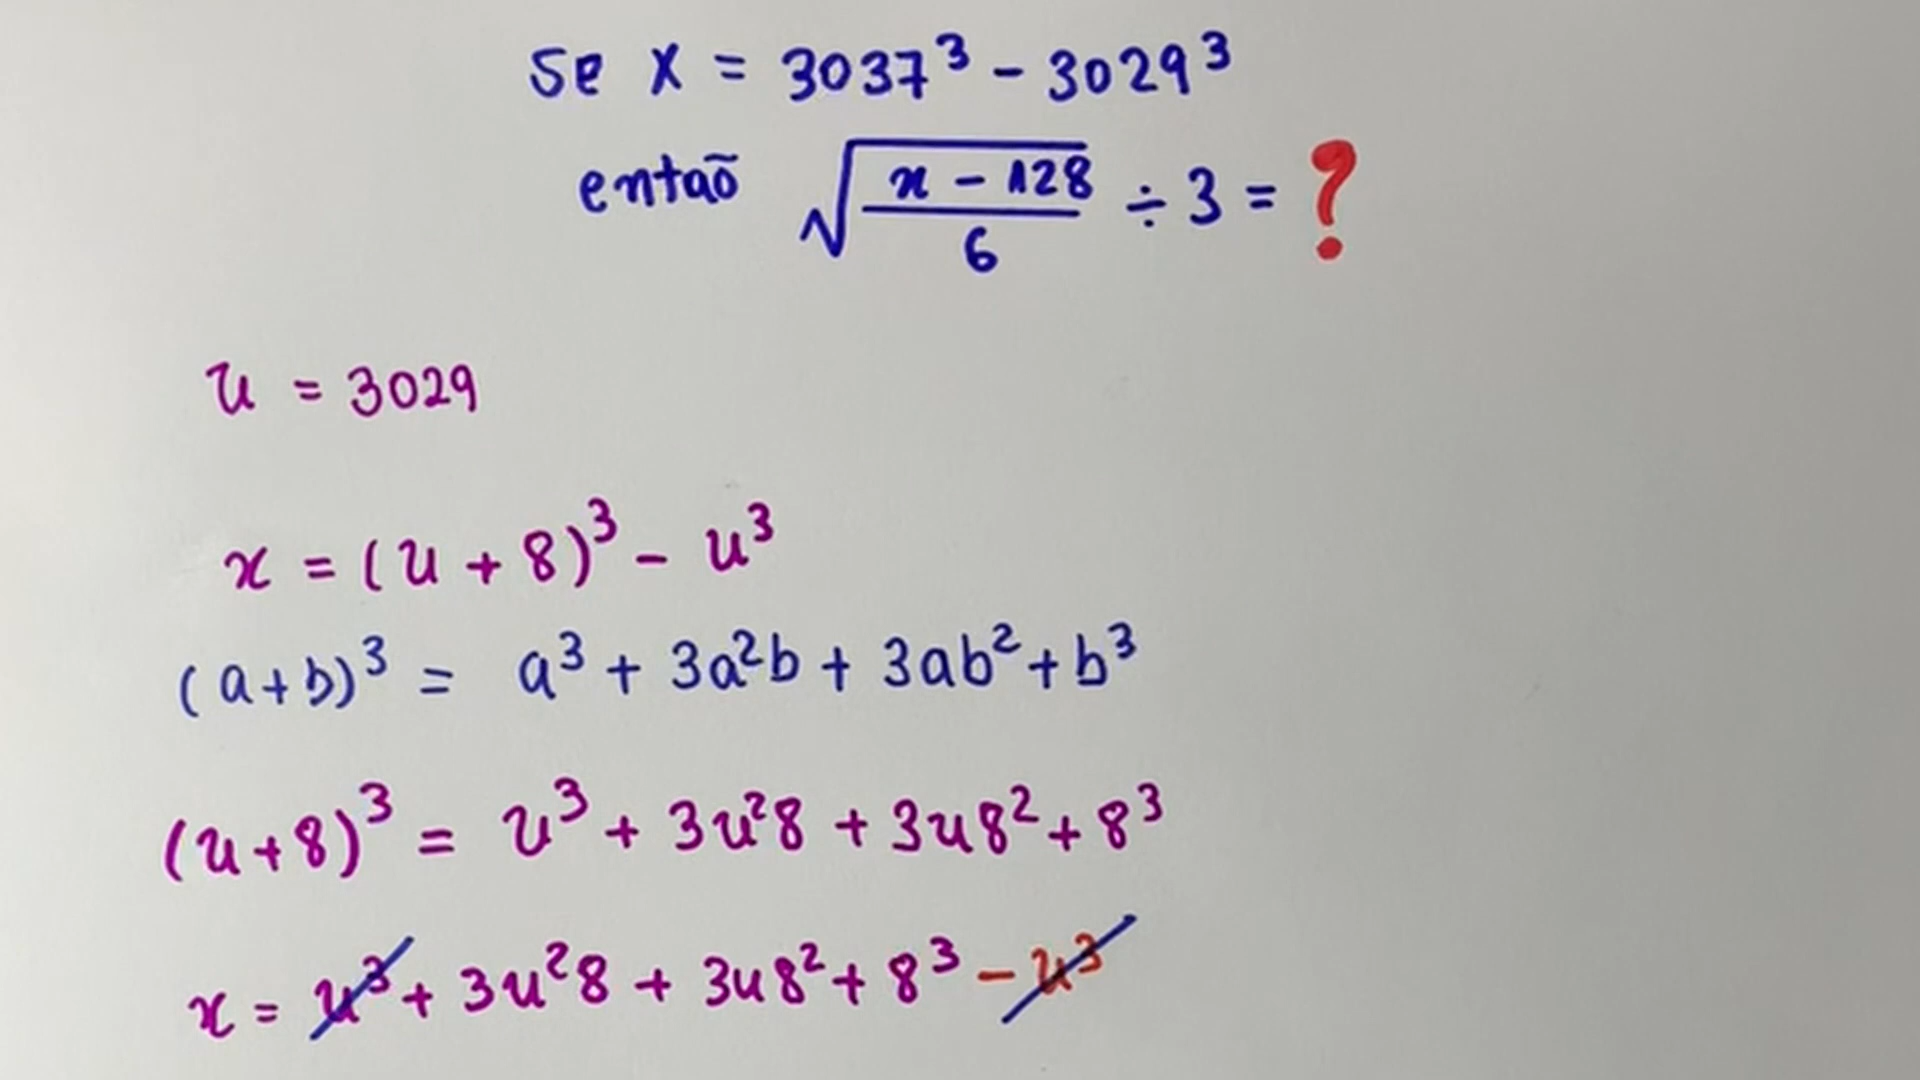 Se X = 3037³ - 3029³
então √((x - 128)/6) ÷ 3 = ?
u = 3029
x = (u + 8)³ - u³
(a+b)³ = a³ + 3a²b + 3ab² + b³
(u+8)³ = u³ + 3u²8 + 3u8² + 8³
x = u³ + 3u²8 + 3u8² + 8³ - u³